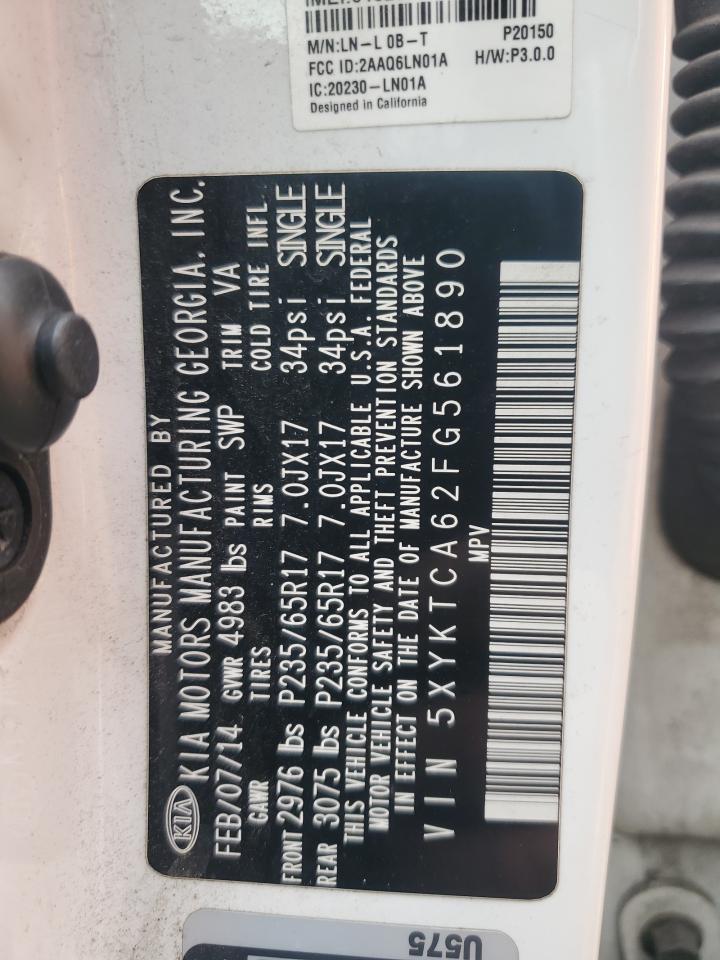 M/N:LN-L 0B-T P20150
FCC ID:2AAQ6LN01A H/W:P3.0.0
IC:20230-LN01A
Designed in California
MANUFACTURED BY
KIA KIA MOTORS MANUFACTURING GEORGIA, INC.
FEB/07/14 GVWR 4983 lbs PAINT SWP TRIM VA
GAWR TIRES RIMS COLD TIRE INFL.
FRONT 2976 lbs P235/65R17 7.0JX17 34psi SINGLE
REAR 3075 lbs P235/65R17 7.0JX17 34psi SINGLE
THIS VEHICLE CONFORMS TO ALL APPLICABLE U.S.A. FEDERAL
MOTOR VEHICLE SAFETY AND THEFT PREVENTION STANDARDS
IN EFFECT ON THE DATE OF MANUFACTURE SHOWN ABOVE
VIN 5XYKTCA62FG561890
MPV
U575